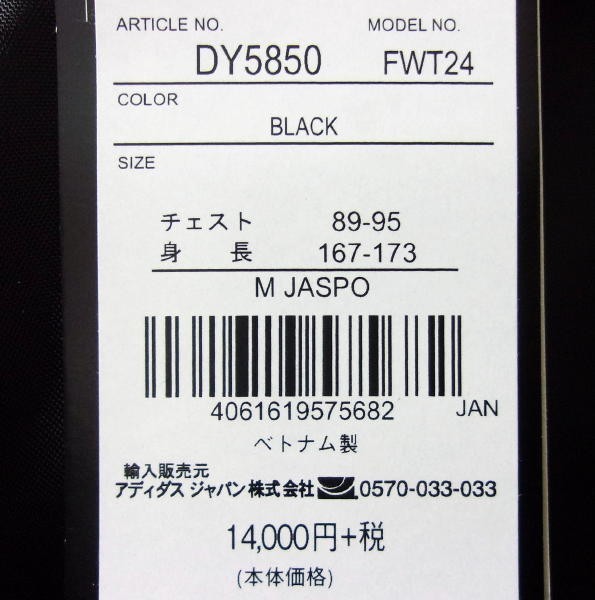 ARTICLE NO. MODEL NO.
DY5850 FWT24
COLOR
BLACK
SIZE
チェスト 89-95
身長 167-173
M JASPO
4061619575682 JAN
ベトナム製
輸入販売元
アディダス ジャパン株式会社 0570-033-033
14,000円+税
(本体価格)